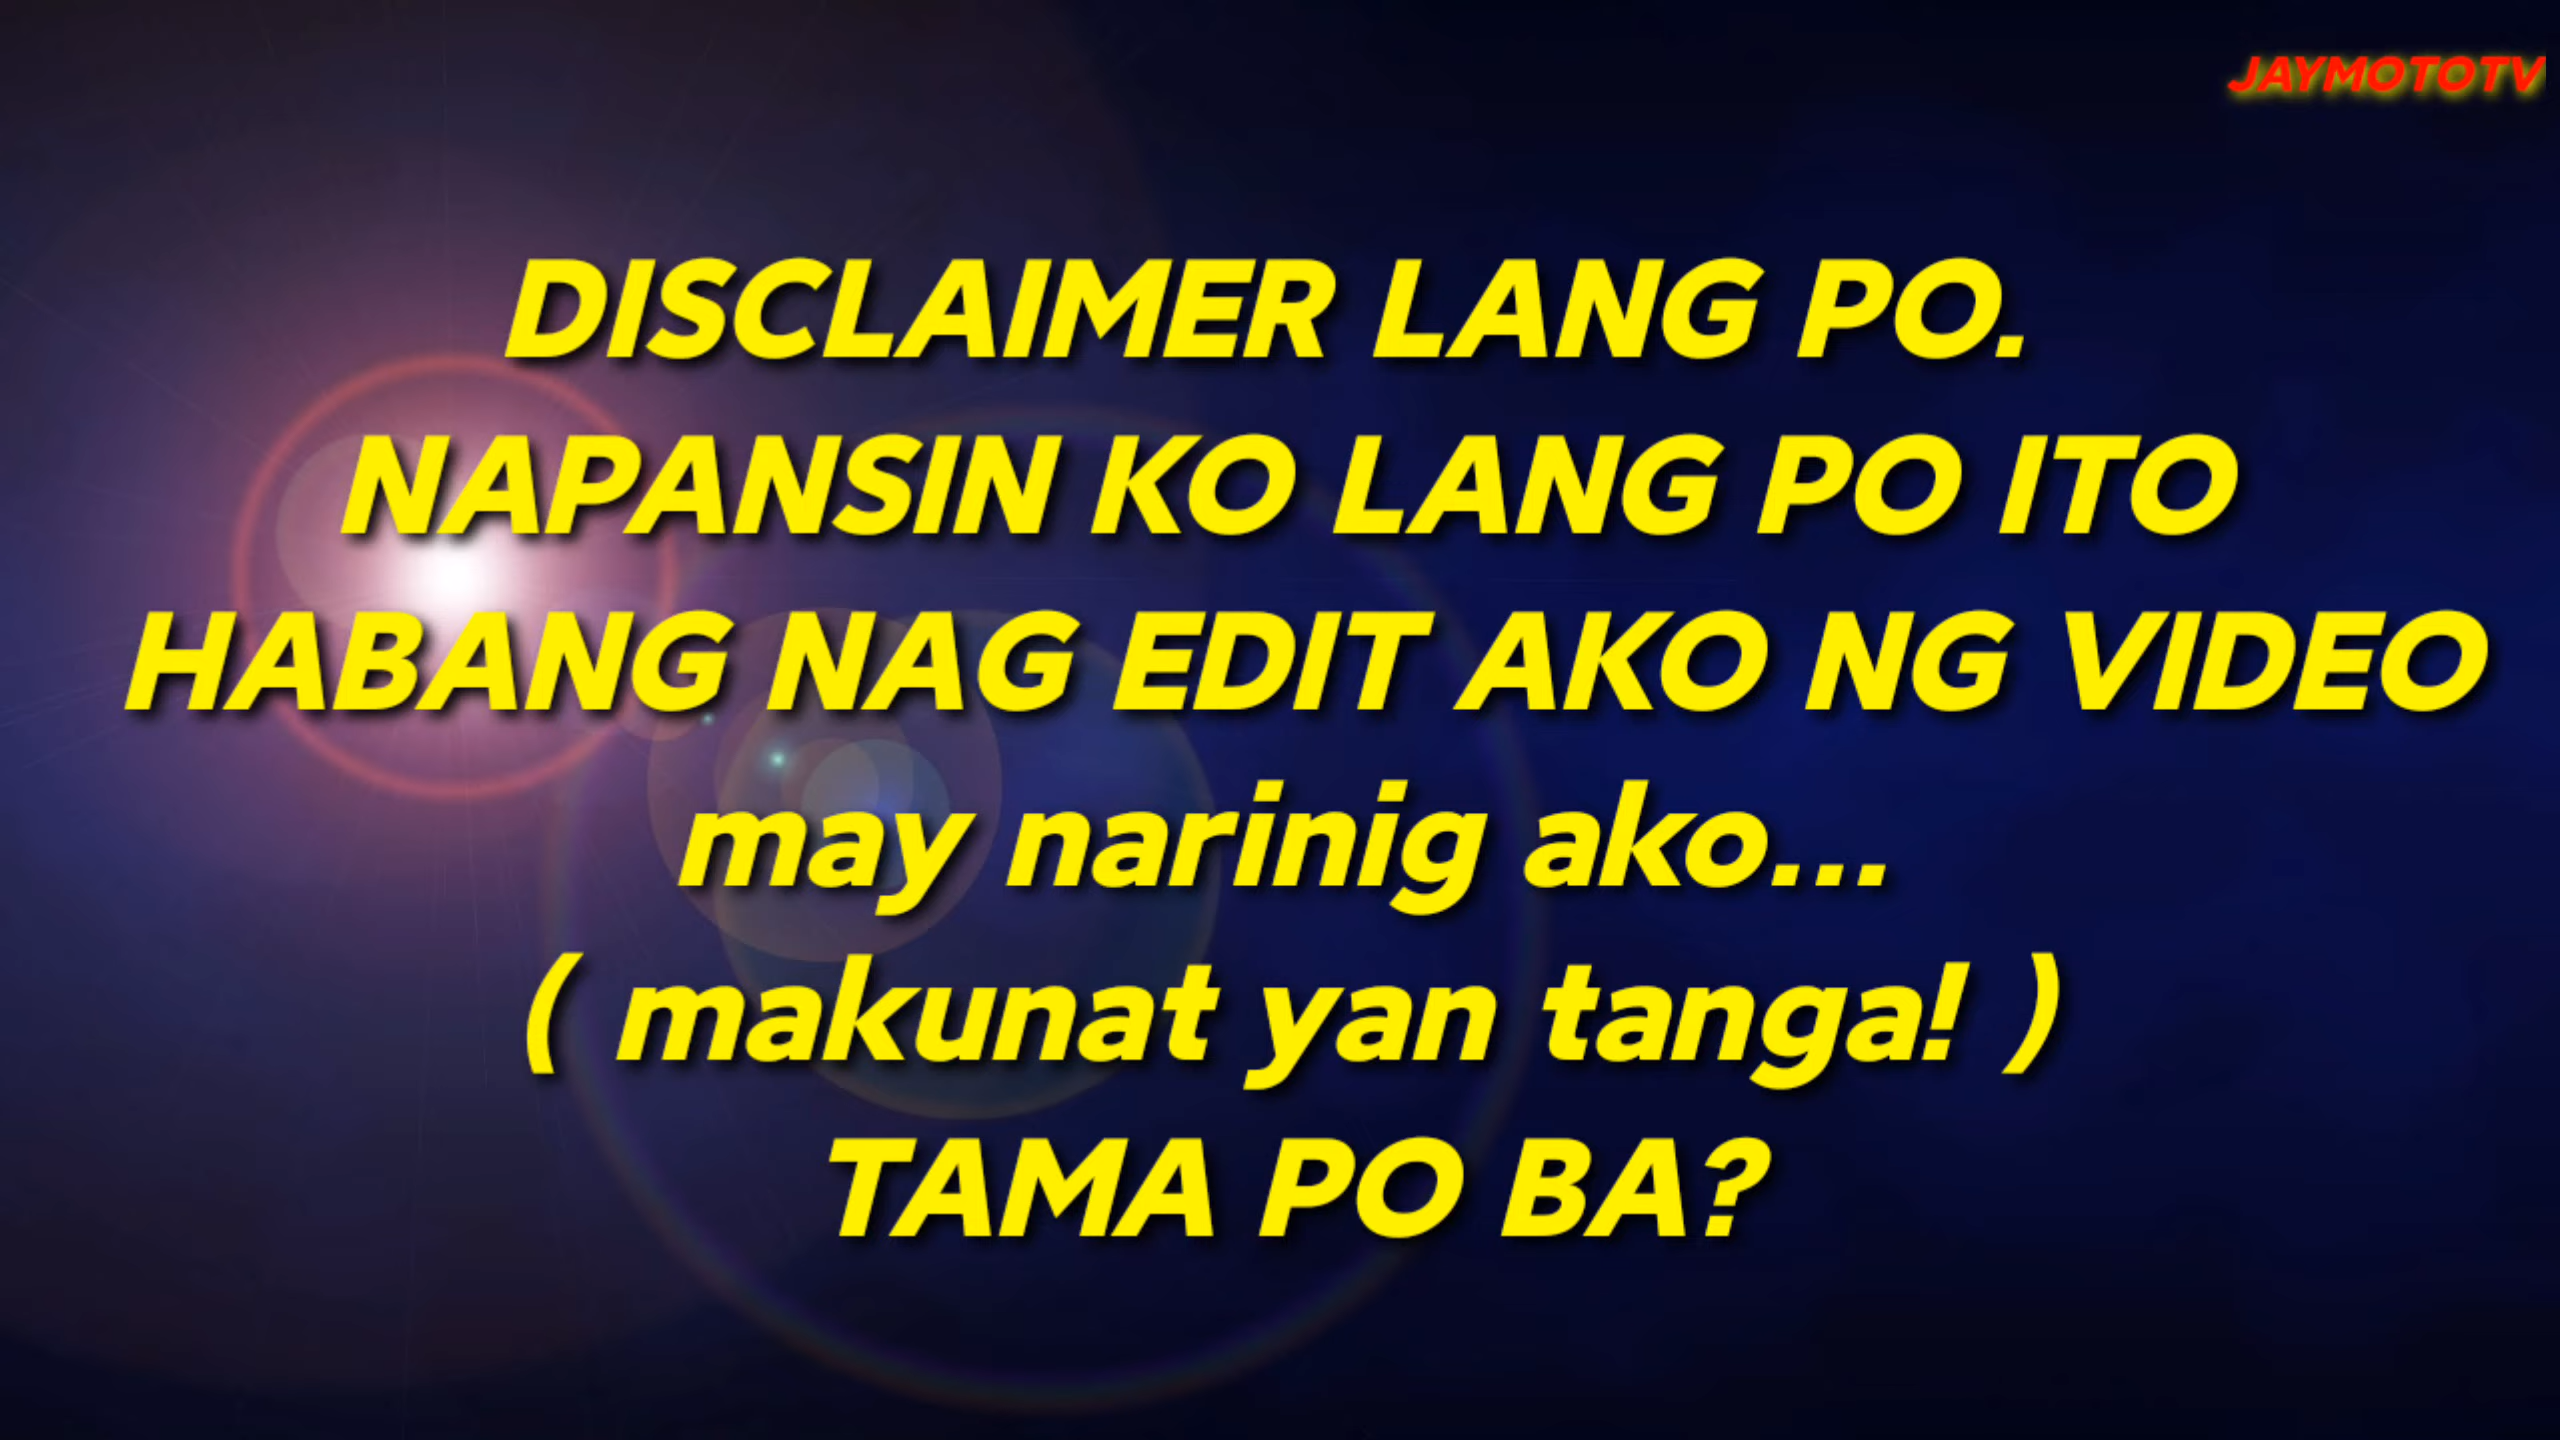 JAYMOTOTV
DISCLAIMER LANG PO.
NAPANSIN KO LANG PO ITO
HABANG NAG EDIT AKO NG VIDEO
may narinig ako...
( makunat yan tanga! )
TAMA PO BA?